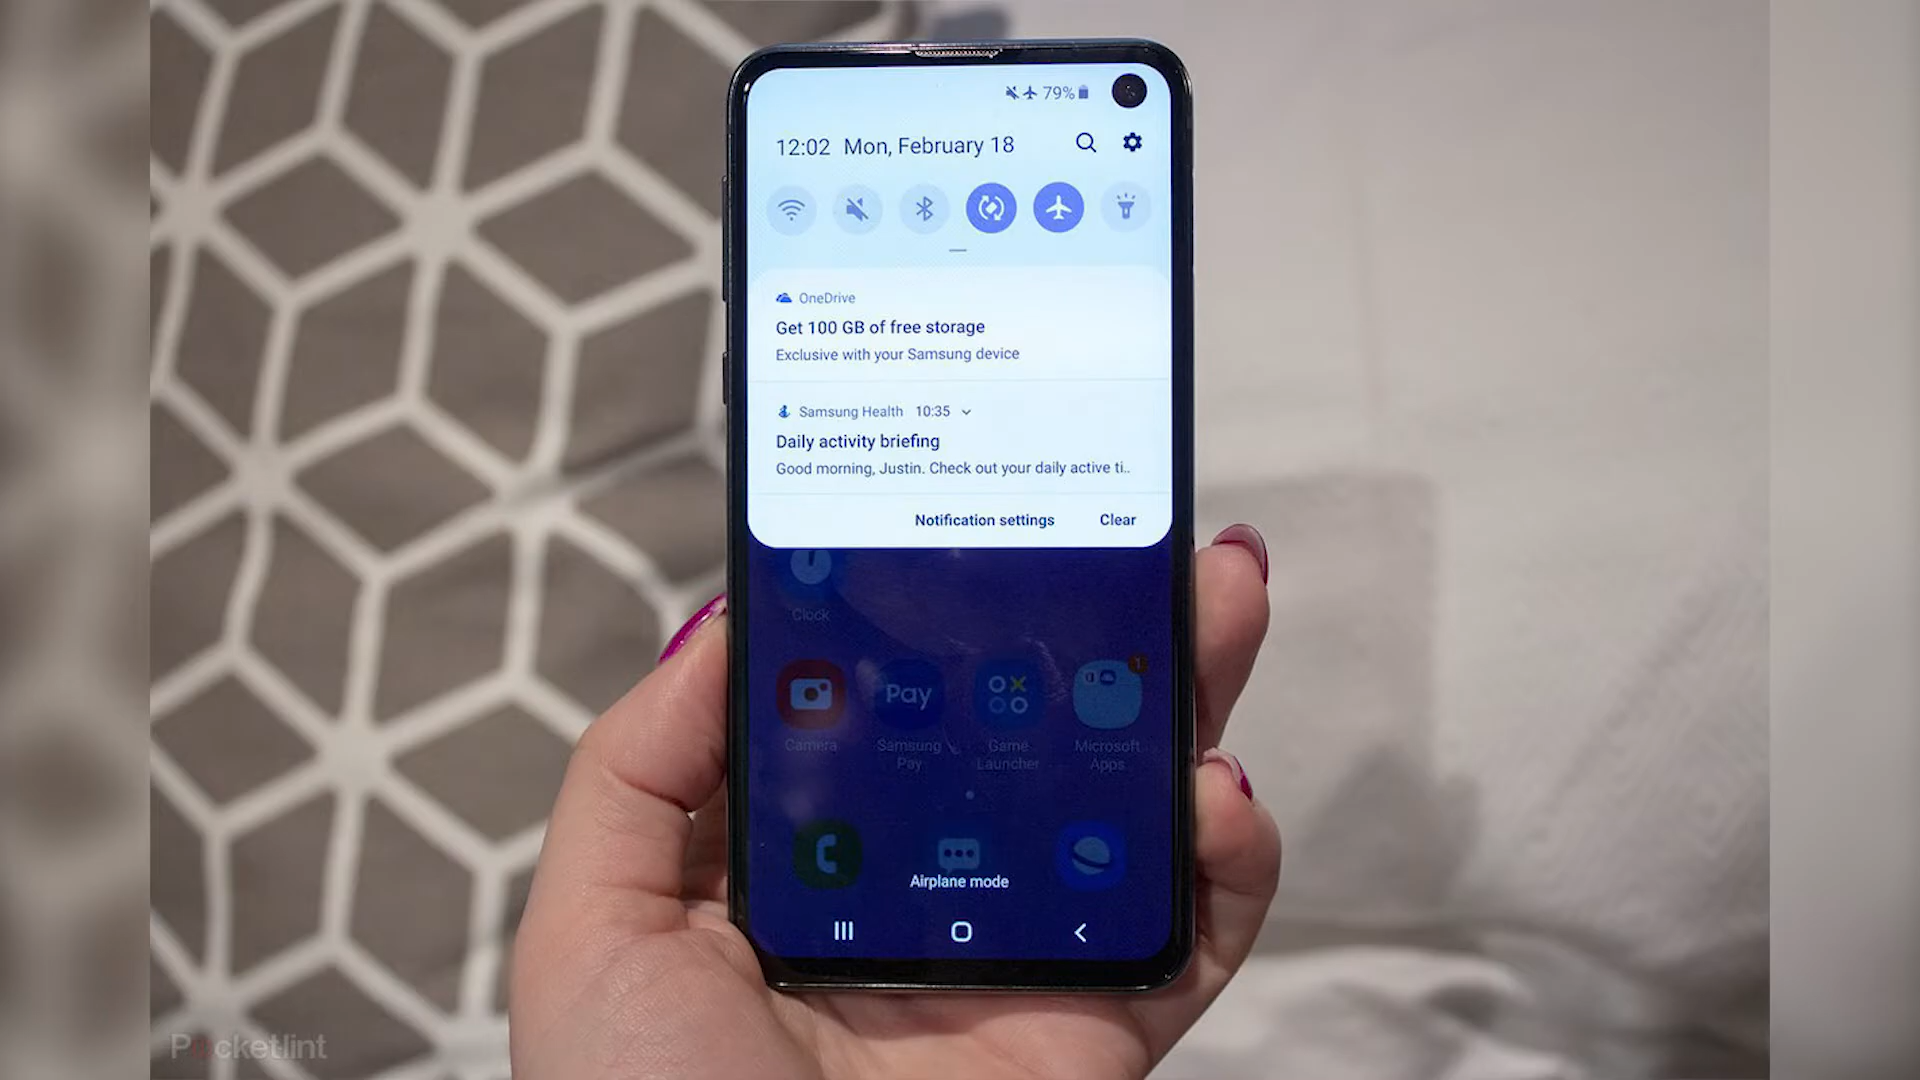 79%
12:02 Mon, February 18
OneDrive
Get 100 GB of free storage
Exclusive with your Samsung device
Samsung Health 10:35
Daily activity briefing
Good morning, Justin. Check out your daily active ti..
Notification settings Clear
Clock
Pay
1
Camera
Samsung
Pay
Game
Launcher
Microsoft
Apps
Airplane mode
Pocketlint